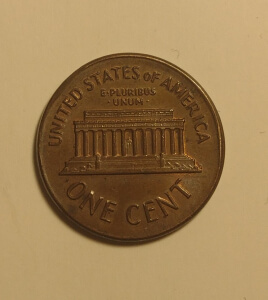 UNITED STATES oF AMERICA
E·PLURIBUS
·UNUM·
ONE CENT